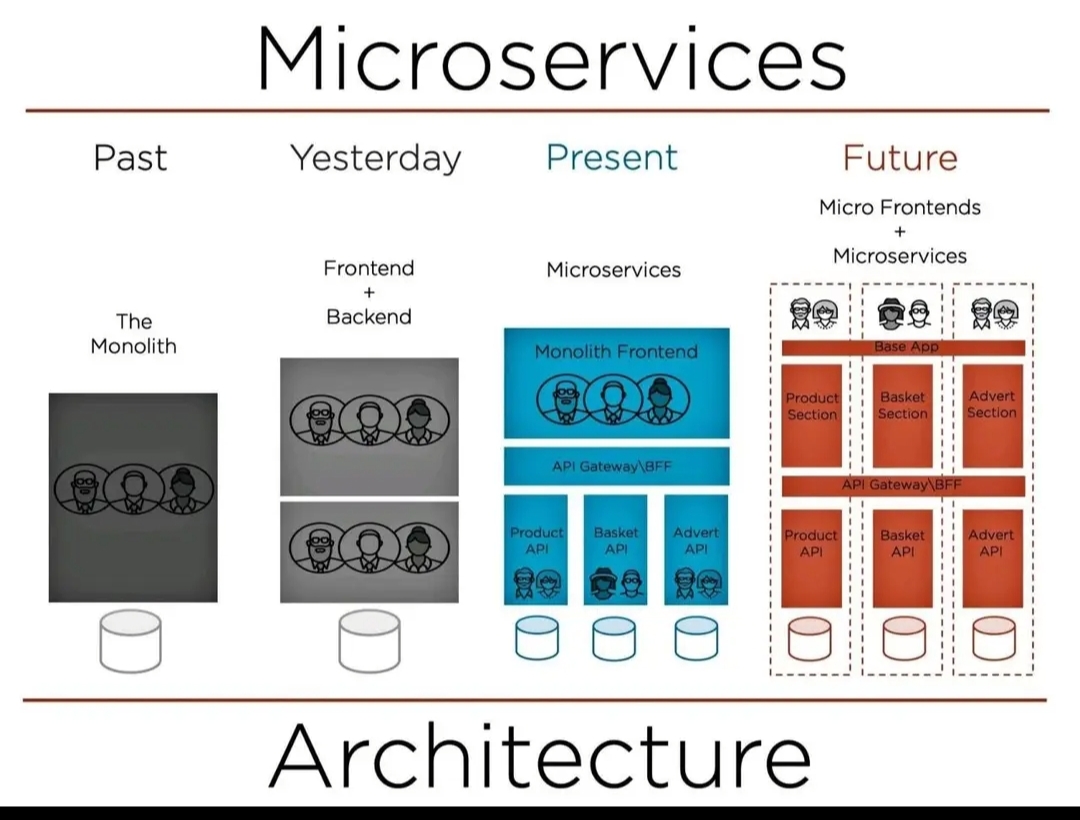 Microservices
Past
Yesterday
Present
Future
The
Monolith
Frontend
+
Backend
Microservices
Micro Frontends
+
Microservices
Monolith Frontend
API Gateway\BFF
Product
API
Basket
API
Advert
API
Base App
Product
Section
Basket
Section
Advert
Section
API Gateway\BFF
Product
API
Basket
API
Advert
API
Architecture